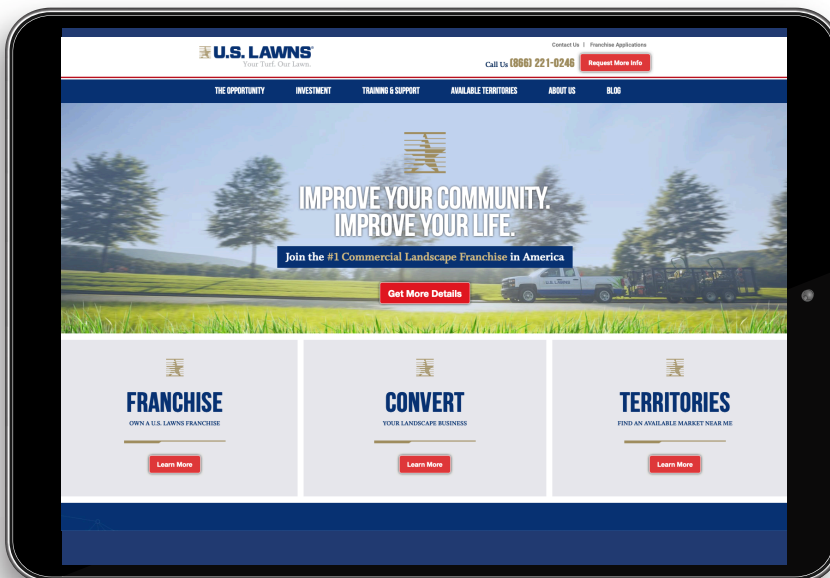 Contact Us | Franchise Applications
U.S. LAWNS®
Your Turf. Our Lawn.
Call Us (866) 221-0246 Request More Info
THE OPPORTUNITY INVESTMENT TRAINING & SUPPORT AVAILABLE TERRITORIES ABOUT US BLOG
IMPROVE YOUR COMMUNITY.
IMPROVE YOUR LIFE.
Join the #1 Commercial Landscape Franchise in America
Get More Details
U.S. LAWNS
FRANCHISE CONVERT TERRITORIES
OWN A U.S. LAWNS FRANCHISE YOUR LANDSCAPE BUSINESS FIND AN AVAILABLE MARKET NEAR ME
Learn More Learn More Learn More